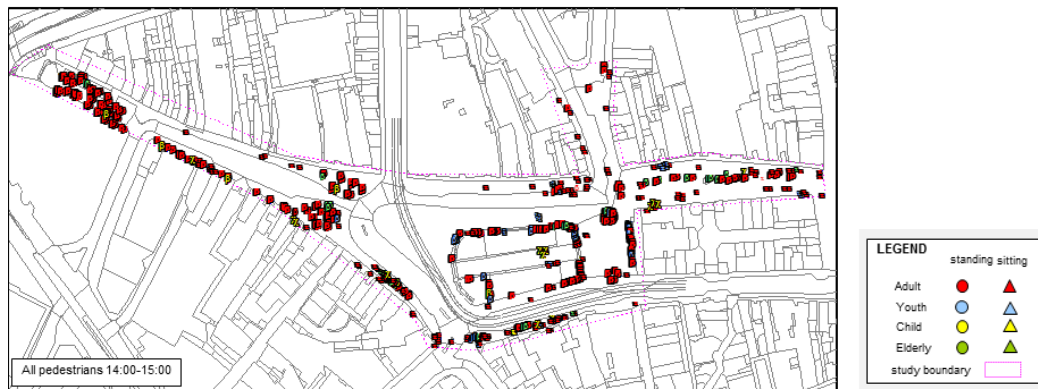 All pedestrians 14:00-15:00
LEGEND
standing sitting
Adult
Youth
Child
Elderly
study boundary